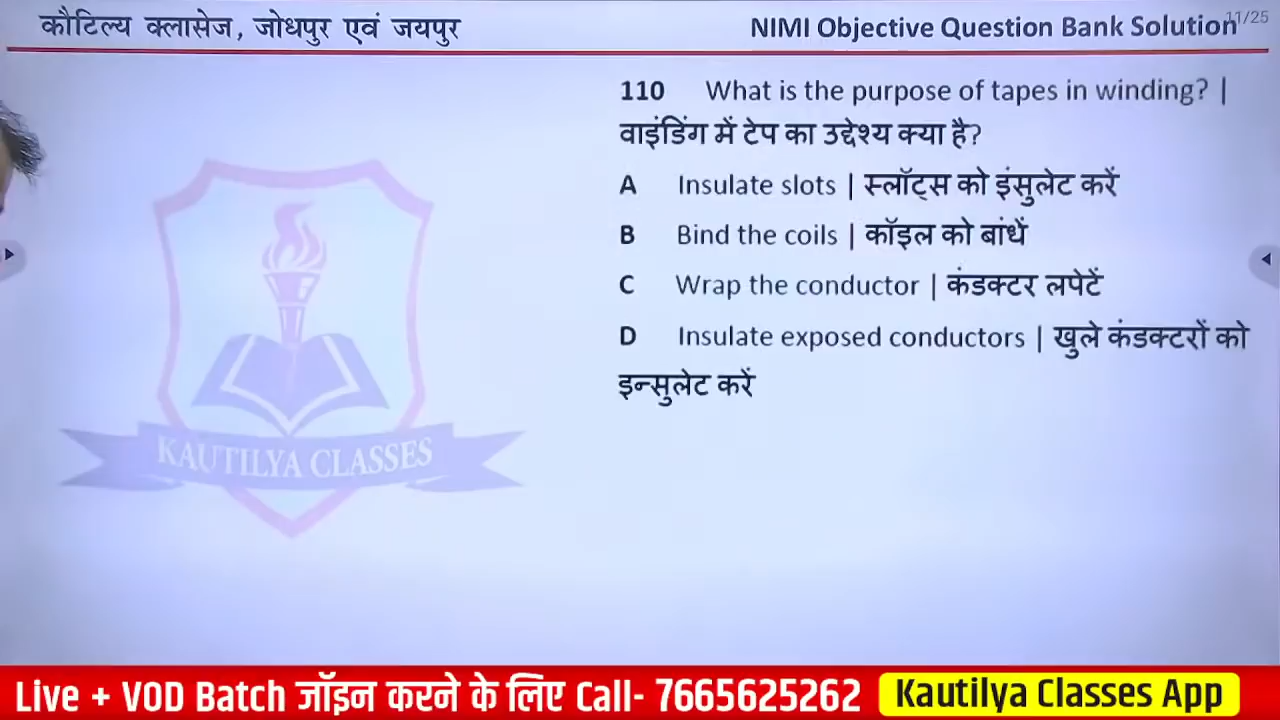 कौटिल्य क्लासेज, जोधपुर एवं जयपुर
NIMI Objective Question Bank Solution
11/25
110 What is the purpose of tapes in winding? |
वाइंडिंग में टेप का उद्देश्य क्या है?
A Insulate slots | स्लॉट्स को इंसुलेट करें
B Bind the coils | कॉइल को बांधें
C Wrap the conductor | कंडक्टर लपेटें
D Insulate exposed conductors | खुले कंडक्टरों को
इन्सुलेट करें
KAUTILYA CLASSES
Live + VOD Batch जॉइन करने के लिए Call- 7665625262
Kautilya Classes App